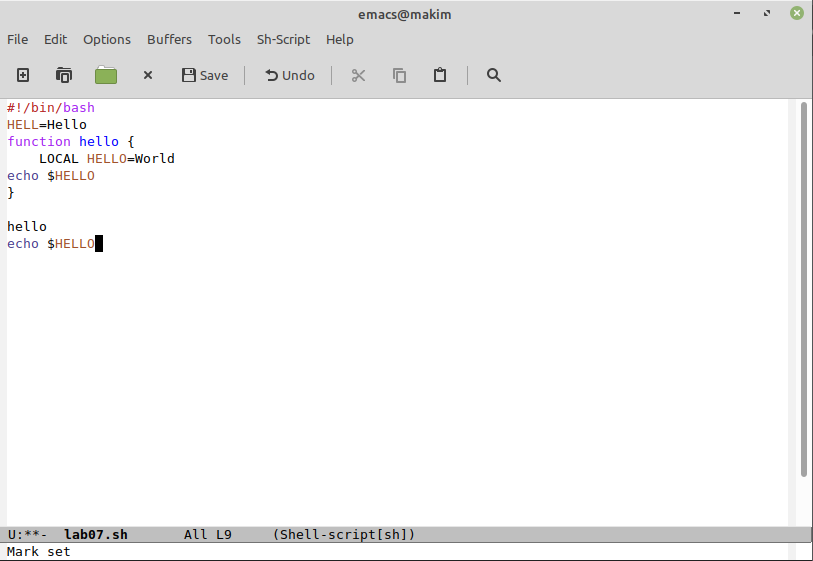 emacs@makim
File Edit Options Buffers Tools Sh-Script Help
Save Undo
#!/bin/bash
HELL=Hello
function hello {
    LOCAL HELLO=World
echo $HELLO
}

hello
echo $HELLO
U:**-  lab07.sh       All L9     (Shell-script[sh])
Mark set